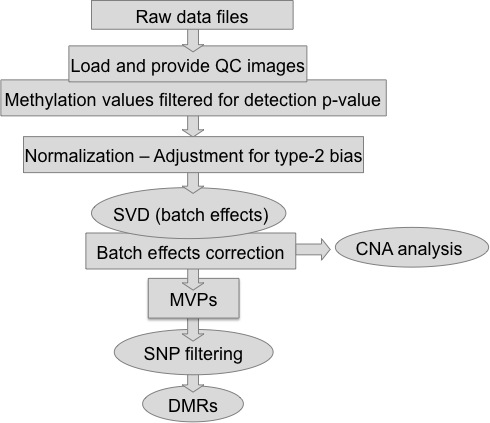 Raw data files
Load and provide QC images
Methylation values filtered for detection p-value
Normalization – Adjustment for type-2 bias
SVD (batch effects)
Batch effects correction
CNA analysis
MVPs
SNP filtering
DMRs